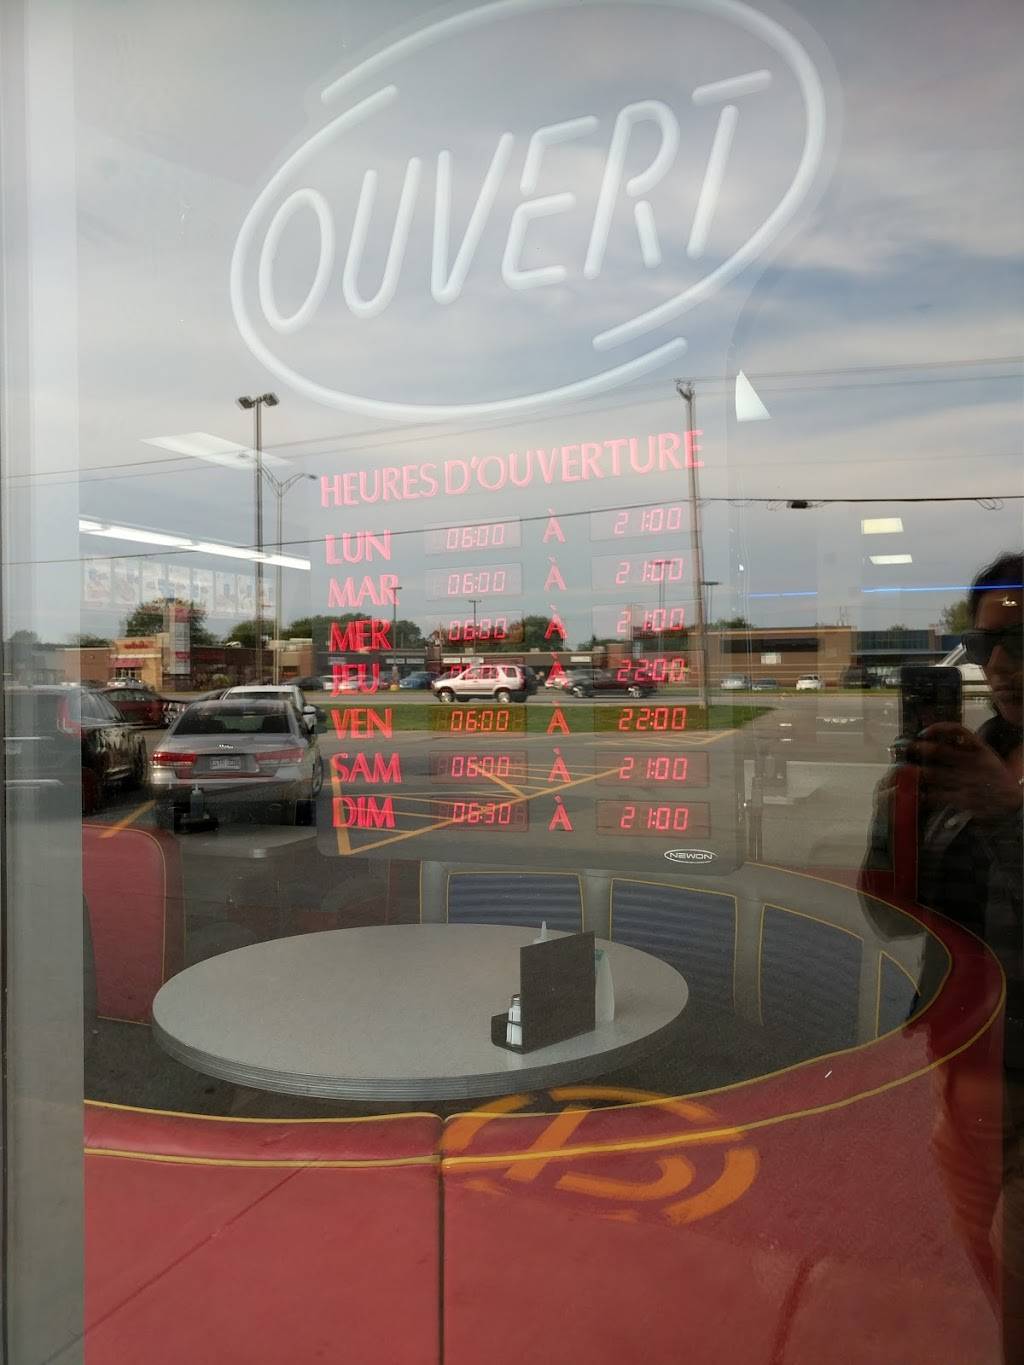 OUVERT
HEURES D'OUVERTURE
LUN 06:00 À 21:00
MAR 06:00 À 21:00
MER 06:00 À 21:00
JEU À 22:00
VEN 06:00 À 22:00
SAM 06:00 À 21:00
DIM 06:30 À 21:00
NEWON